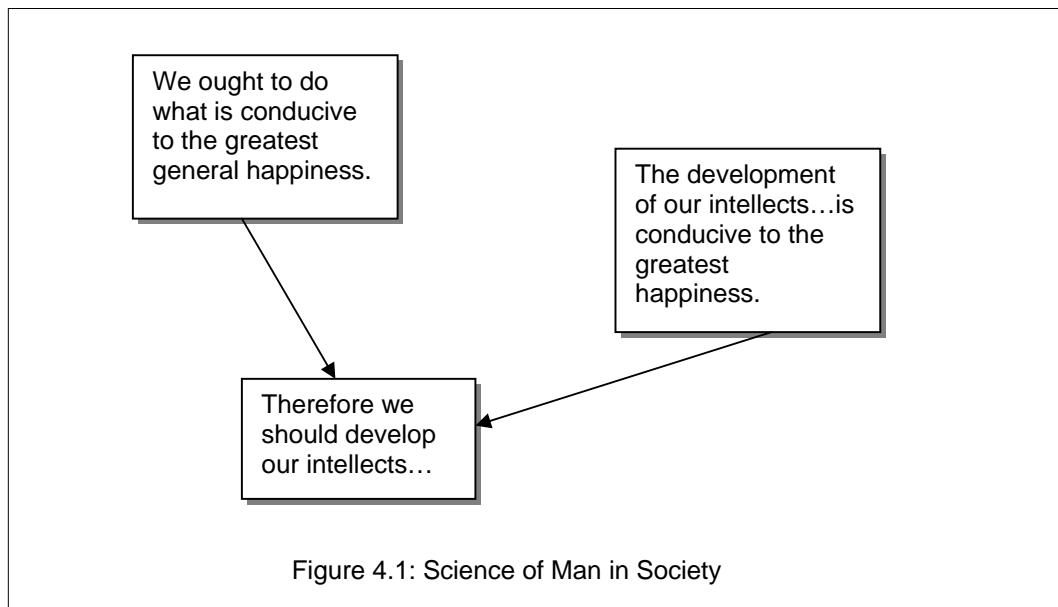 We ought to do
what is conducive
to the greatest
general happiness.
The development
of our intellects…is
conducive to the
greatest
happiness.
Therefore we
should develop
our intellects…
Figure 4.1: Science of Man in Society